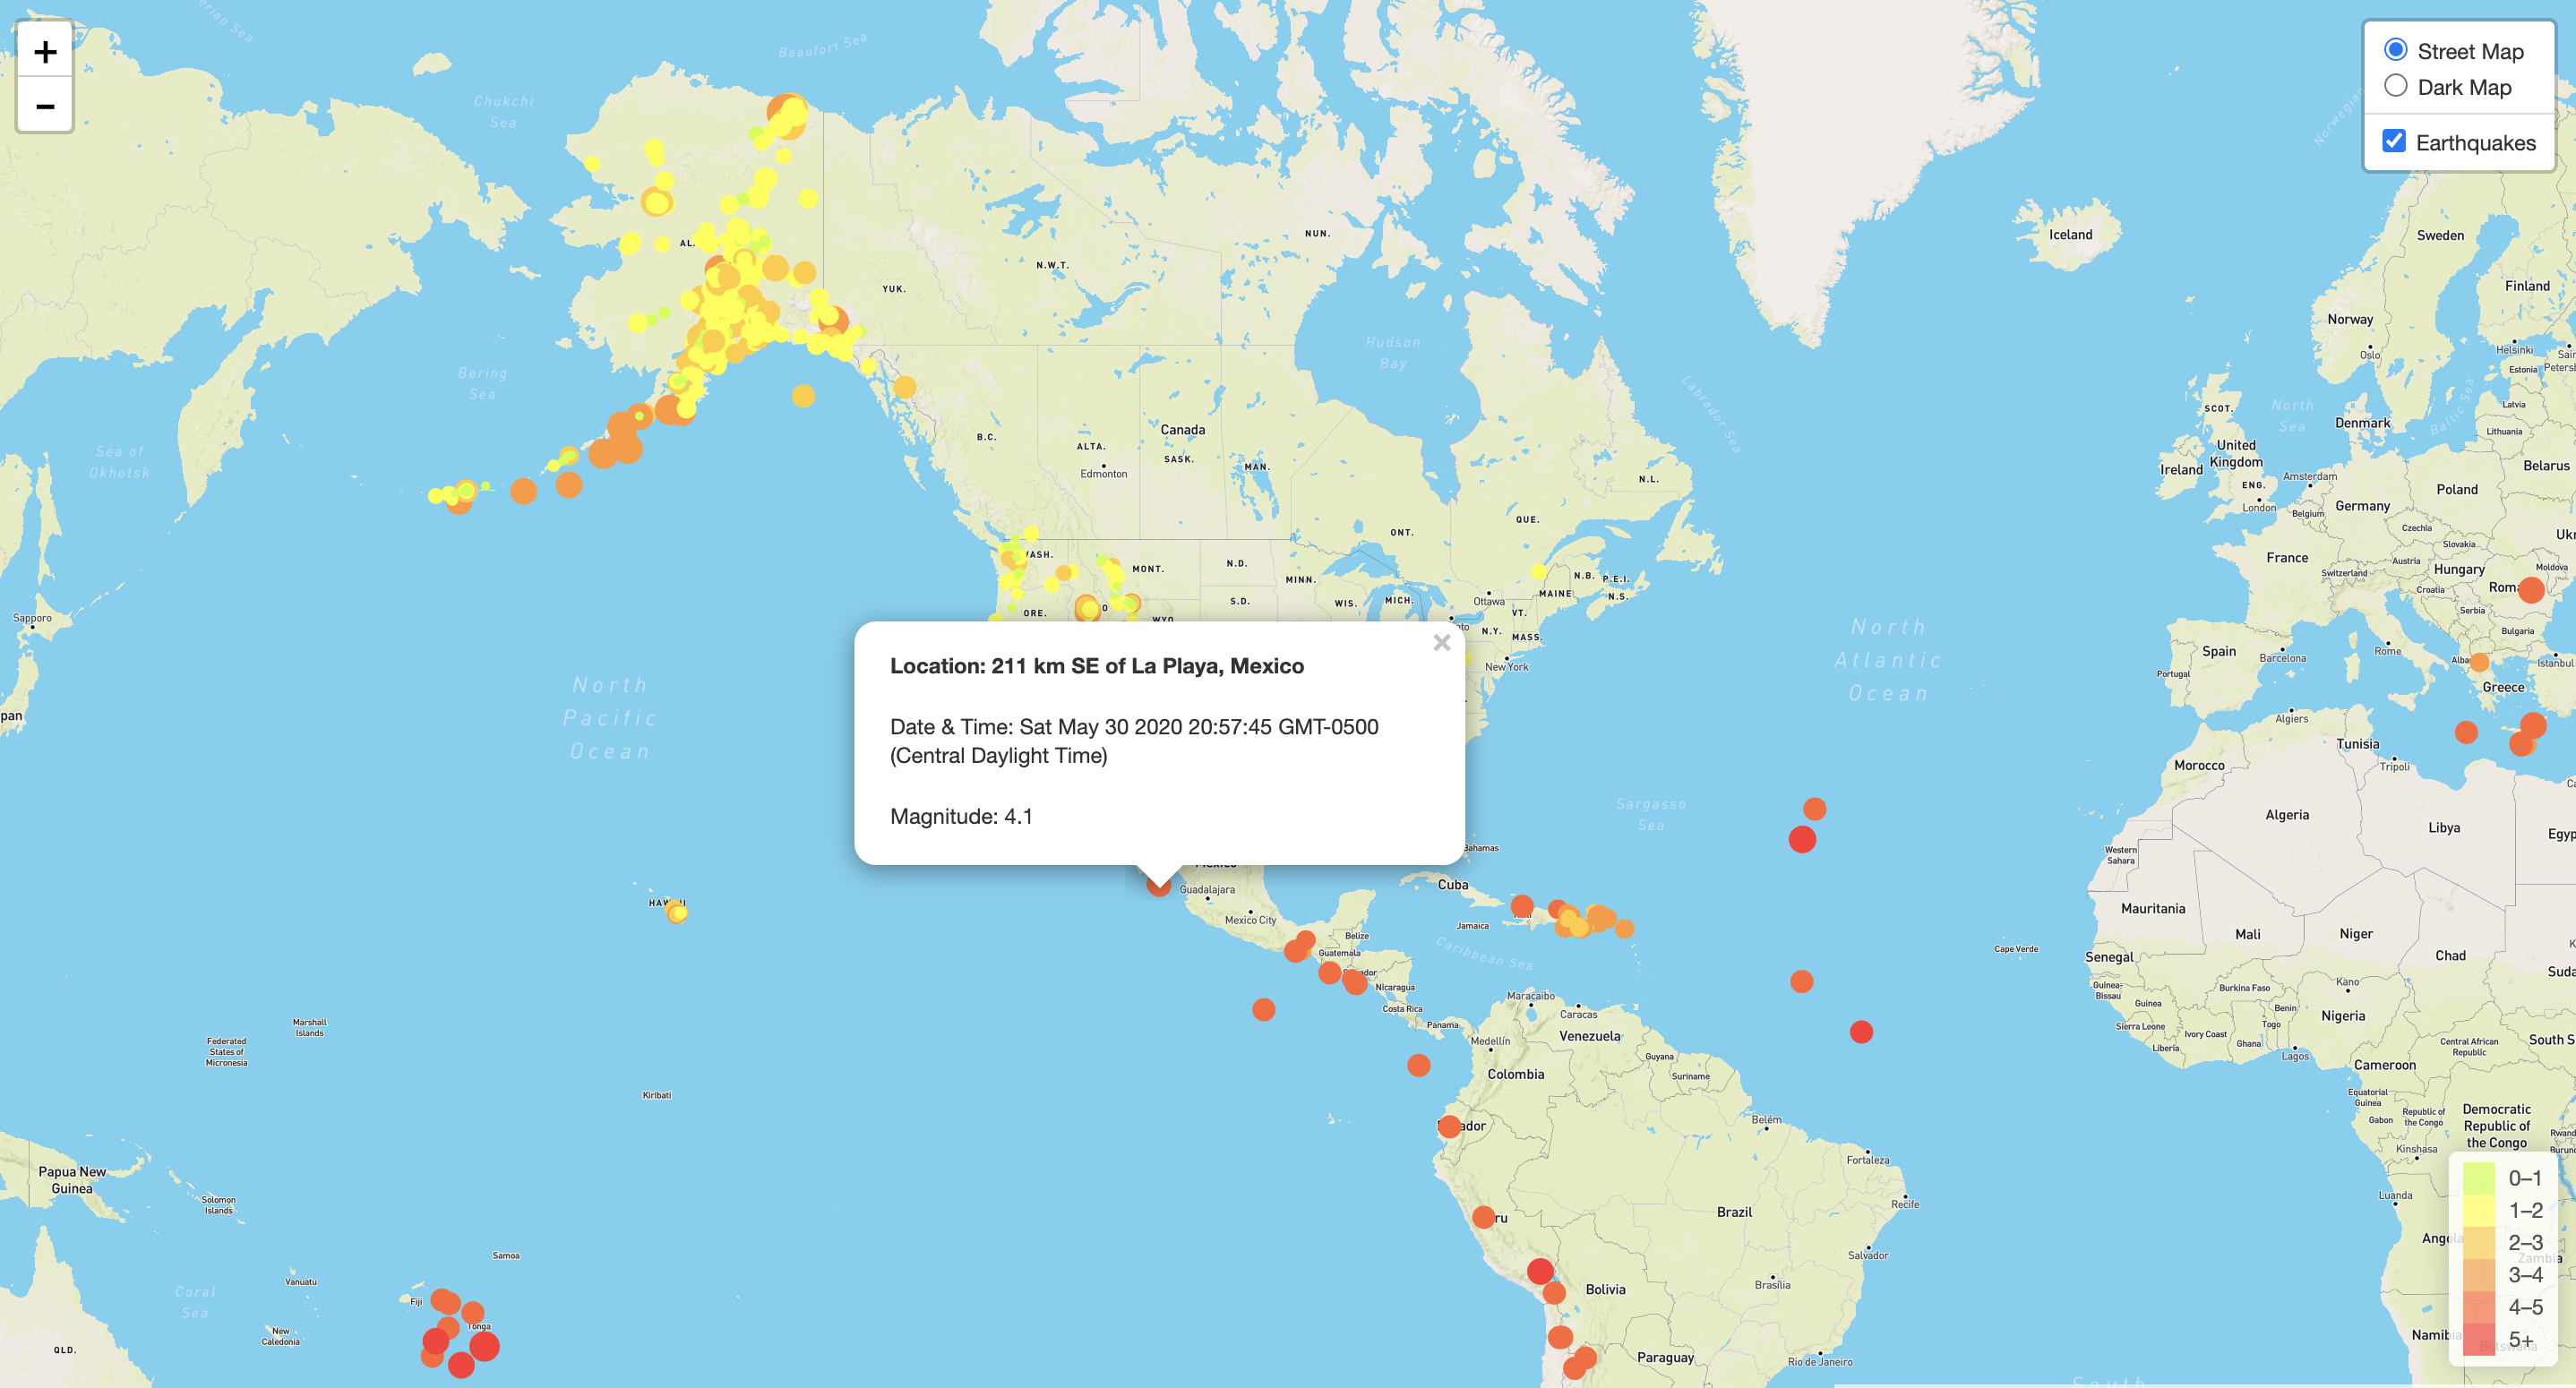 +
−
Street Map
Dark Map
Earthquakes
Beaufort Sea
Chukchi
Sea
Iceland
Sweden
Finland
Norway
Oslo
Helsinki
Estonia
Latvia
Lithuania
Baltic Sea
NUN.
N.W.T.
YUK.
Hudson
Bay
Labrador Sea
Bering
Sea
Sea of
Okhotsk
B.C.
ALTA.
Edmonton
Canada
SASK.
MAN.
ONT.
QUE.
N.L.
SCOT.
North
Sea
Denmark
United
Kingdom
Ireland
ENG.
London
Amsterdam
Belgium
Germany
Poland
Belarus
Czechia
Slovakia
Austria
Hungary
Moldova
France
Switzerland
Croatia
Serbia
Bulgaria
MONT.
N.D.
MINN.
S.D.
WIS.
MICH.
Ottawa
N.B.
P.E.I.
N.S.
MAINE
VT.
N.Y.
MASS.
New York
ORE.
Sapporo
Spain
Barcelona
Rome
Portugal
Greece
Algiers
Tunisia
Tripoli
Morocco
Algeria
Libya
Western
Sahara
North
Pacific
Ocean
North
Atlantic
Ocean
Location: 211 km SE of La Playa, Mexico
Date & Time: Sat May 30 2020 20:57:45 GMT-0500
(Central Daylight Time)
Magnitude: 4.1
Sargasso
Sea
Bahamas
Cuba
Guadalajara
Mexico City
Jamaica
Belize
Guatemala
Nicaragua
Costa Rica
Panama
Caribbean Sea
Maracaibo
Caracas
Venezuela
Medellín
Colombia
Guyana
Suriname
Cape Verde
Mauritania
Mali
Niger
Chad
Senegal
Guinea-
Bissau
Guinea
Sierra Leone
Liberia
Ivory Coast
Burkina Faso
Ghana
Togo
Benin
Lagos
Kano
Nigeria
Cameroon
Central African
Republic
Equatorial
Guinea
Gabon
Republic of
the Congo
Democratic
Republic of
the Congo
Kinshasa
Luanda
Marshall
Islands
Federated
States of
Micronesia
Kiribati
Papua New
Guinea
Solomon
Islands
Samoa
Vanuatu
Coral
Sea
Fiji
Tonga
New
Caledonia
QLD.
Belém
Fortaleza
Recife
Brazil
Salvador
Brasília
Bolivia
Paraguay
Rio de Janeiro
0–1
1–2
2–3
3–4
4–5
5+